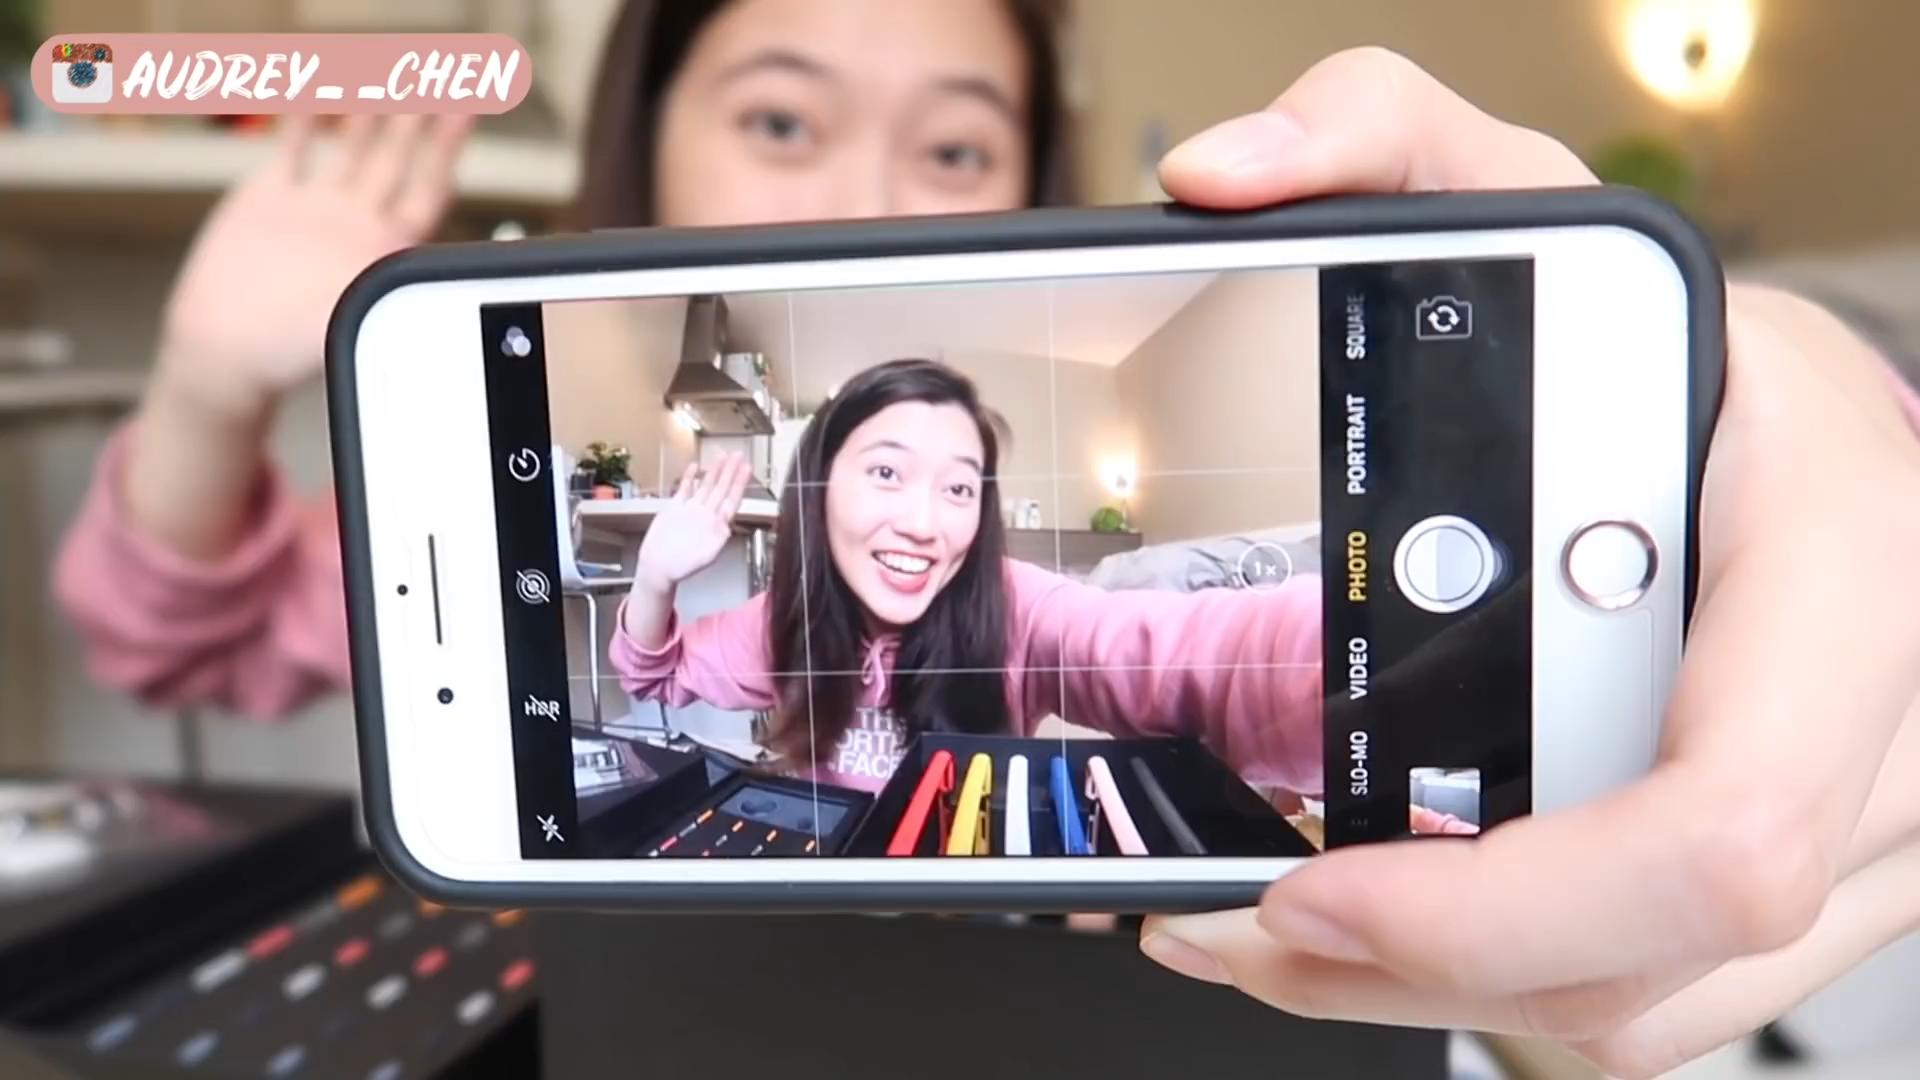 AUDREY_ _CHEN
SQUARE
PORTRAIT
PHOTO
VIDEO
SLO-MO
HDR
1x
THE
ORTH
FACE